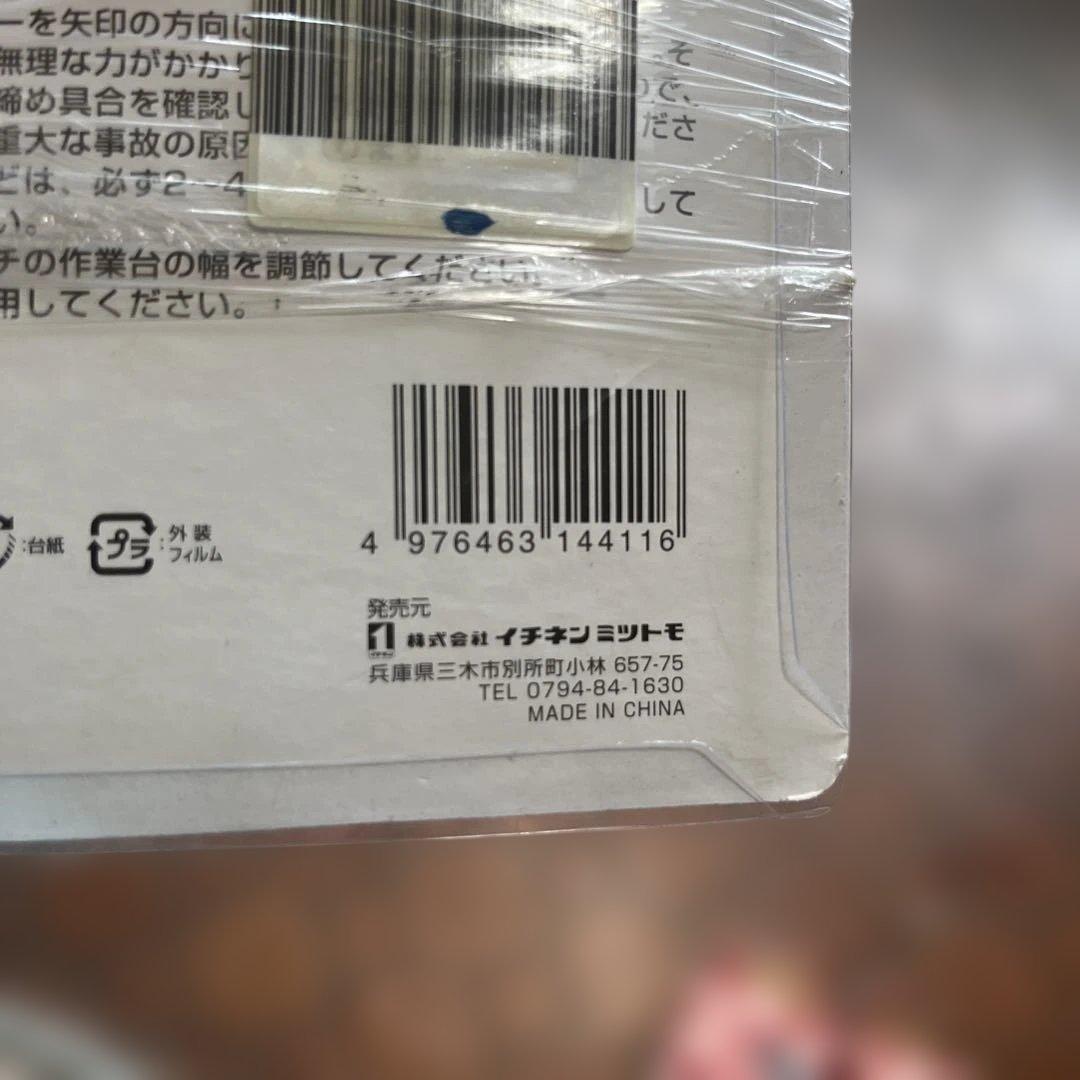 ーを矢印の方向に
そ
無理な力がかかり
で、
締め具合を確認し
ださ
重大な事故の原因
どは、必ず2〜4
して
い。
チの作業台の幅を調節してください。
用してください。
:台紙
プラ
:外装
フィルム
4 976463 144116
発売元
株式会社 イチネンミツトモ
兵庫県三木市別所町小林 657-75
TEL 0794-84-1630
MADE IN CHINA